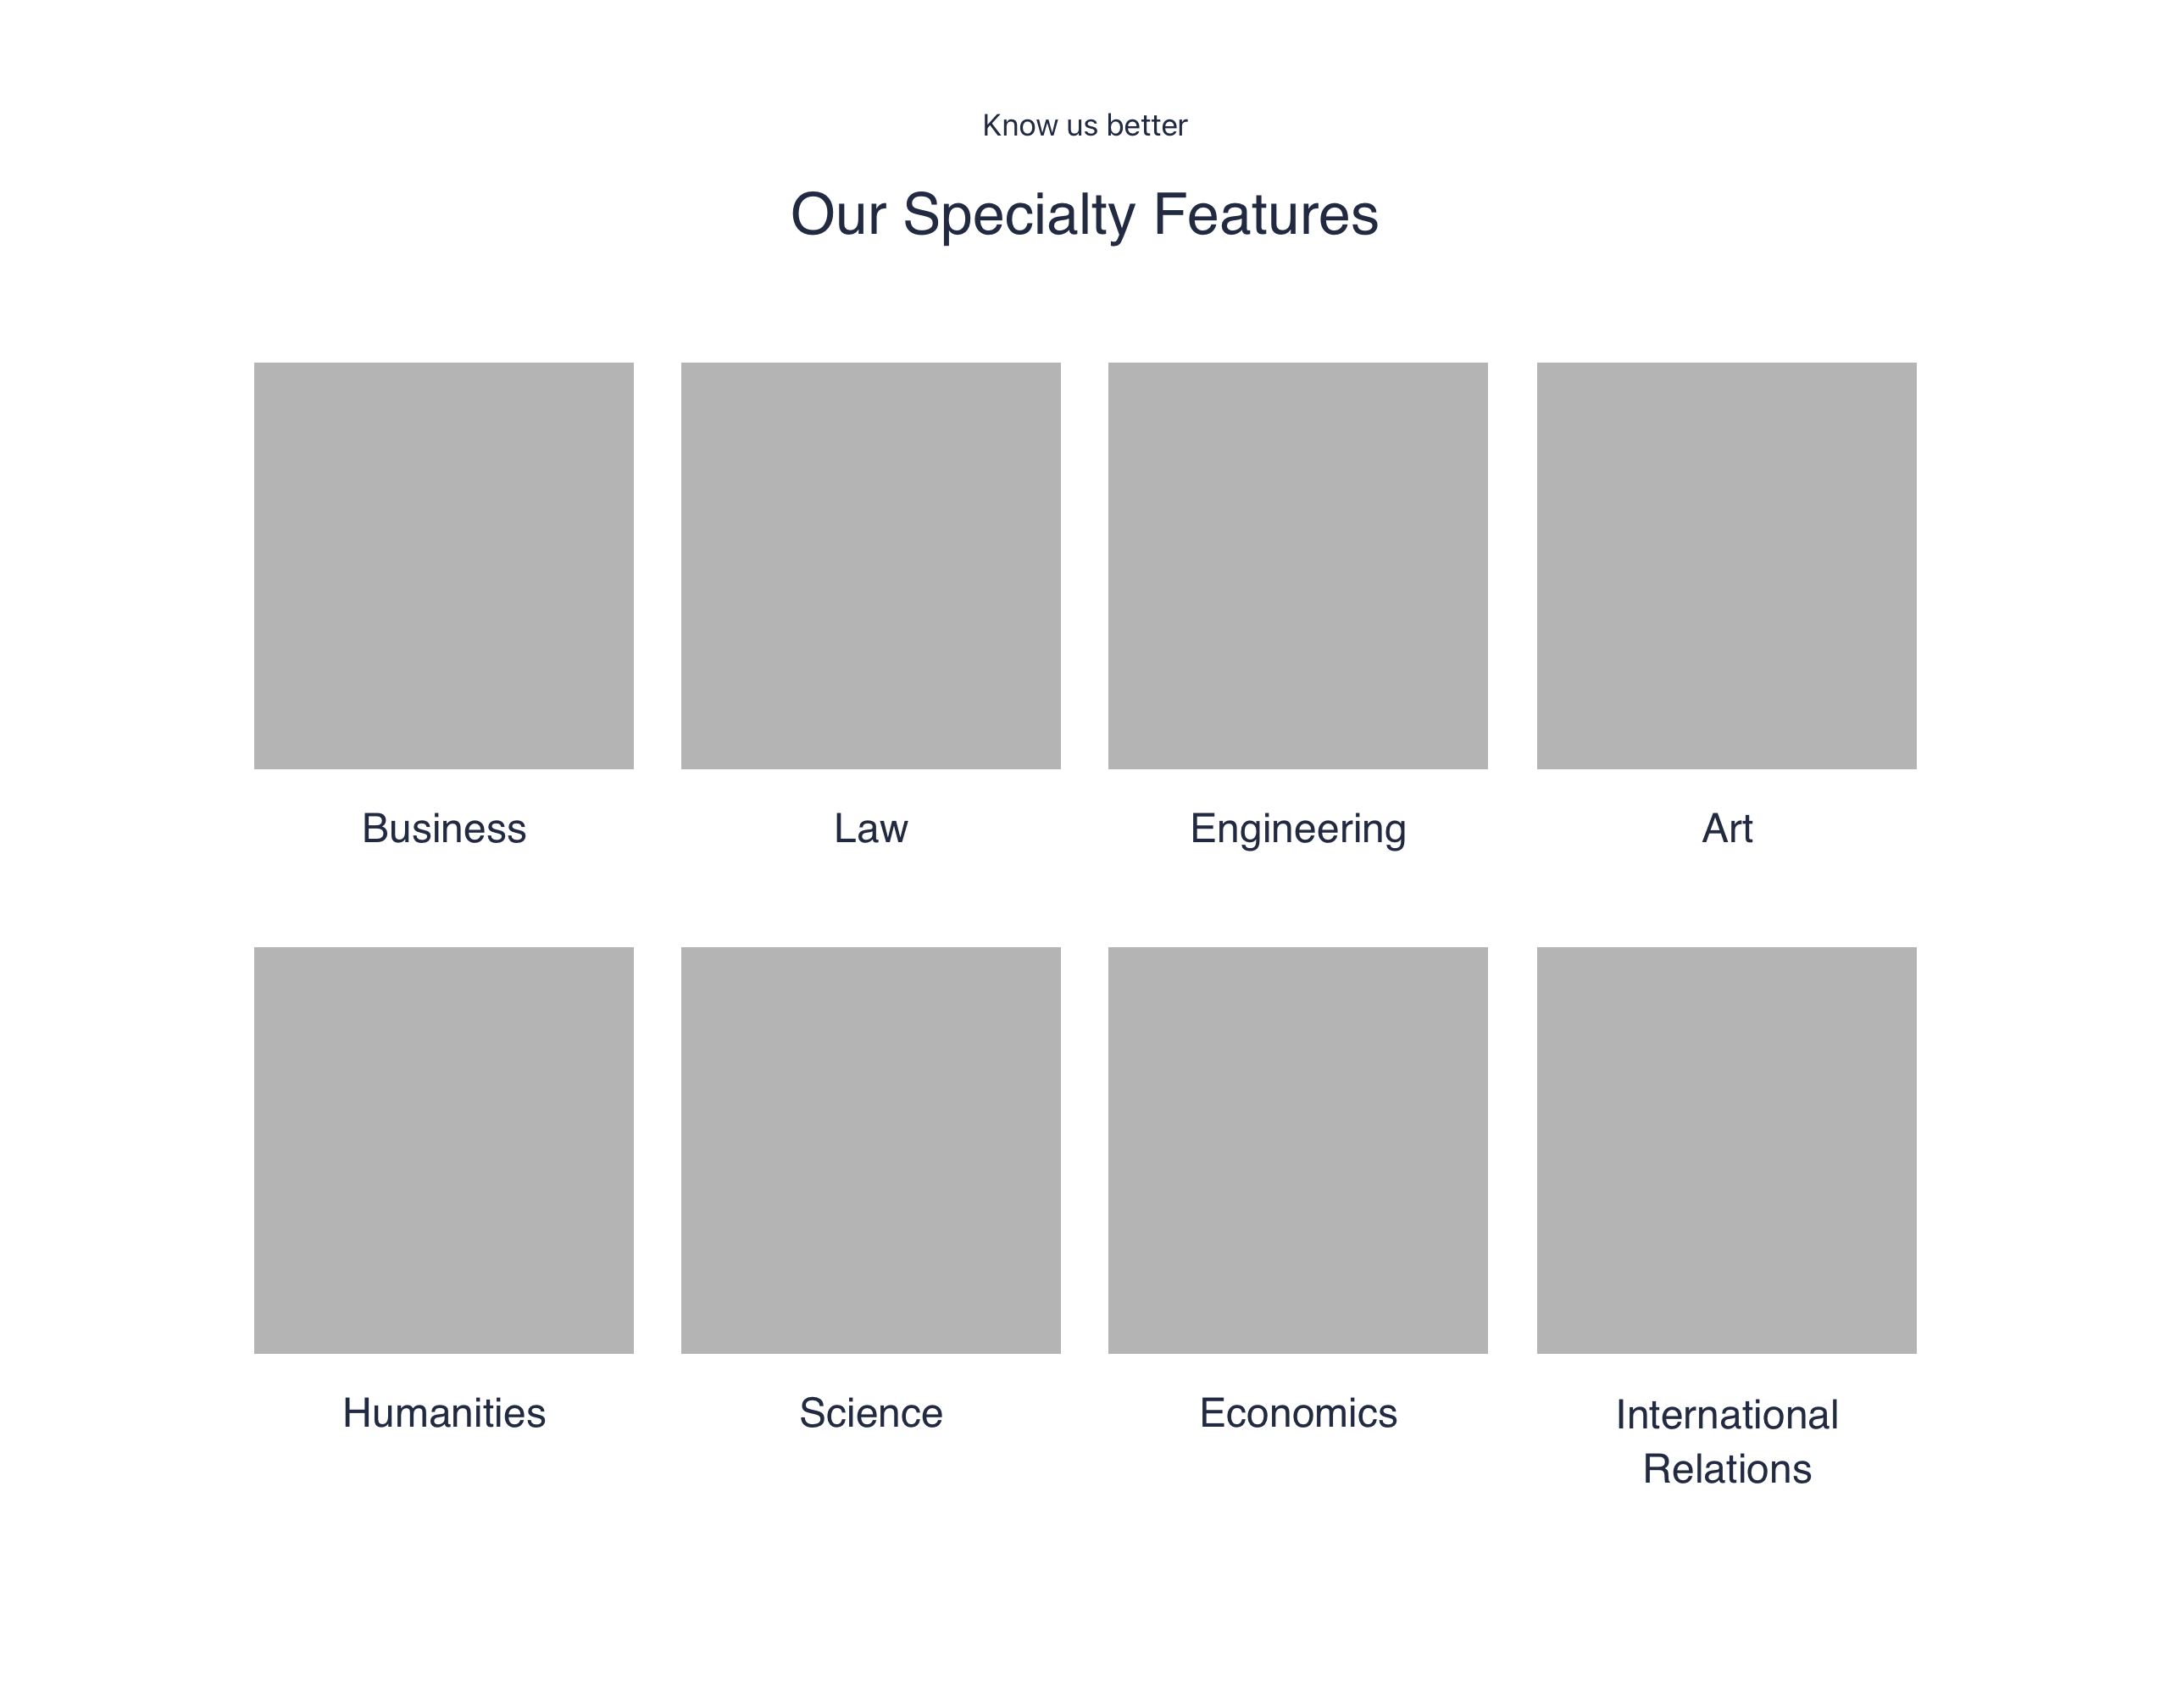 Know us better
Our Specialty Features
Business
Law
Engineering
Art
Humanities
Science
Economics
International
Relations